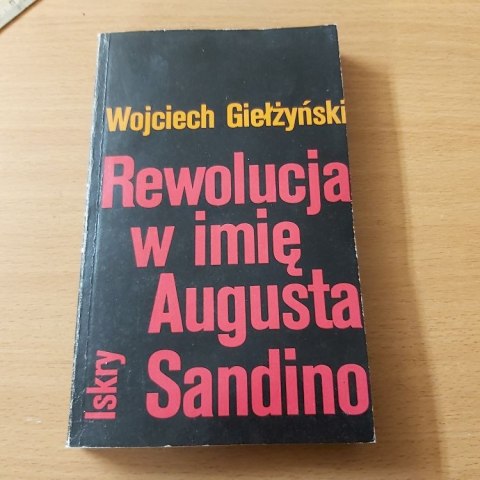 Wojciech Giełżyński
Rewolucja
w imię
Augusta
Sandino
Iskry